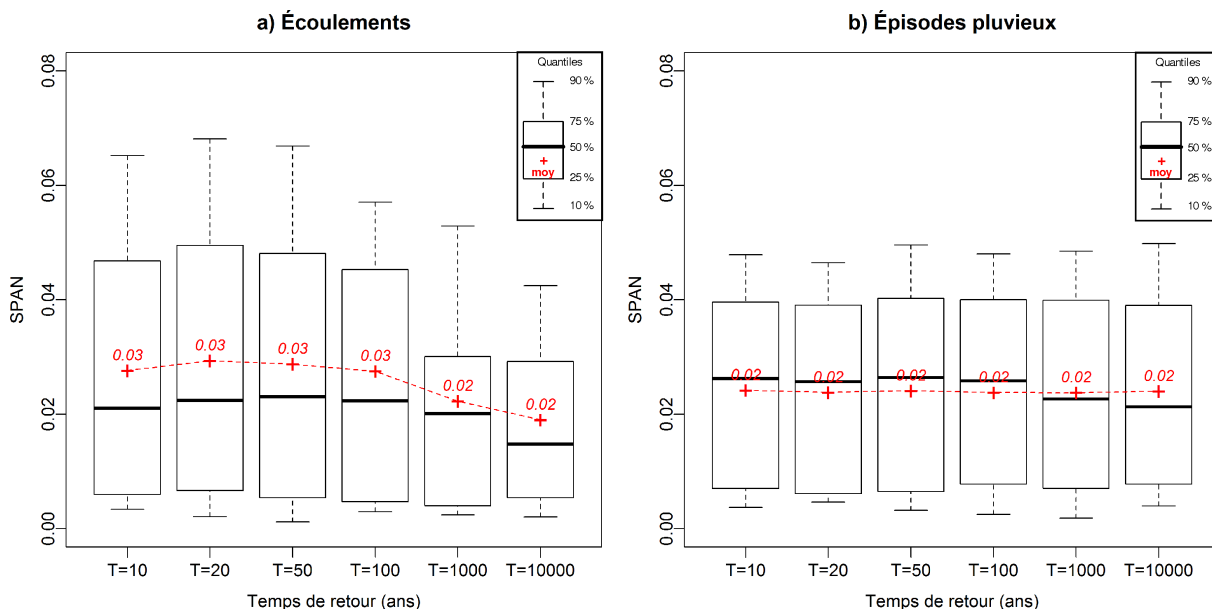 a) Écoulements
SPAN
0.08
0.06
0.04
0.02
0.00
Quantiles
90 %
75 %
50 %
+
moy
25 %
10 %
0.03
0.03
0.03
0.03
0.02
0.02
T=10
T=20
T=50
T=100
T=1000
T=10000
Temps de retour (ans)
b) Épisodes pluvieux
SPAN
0.08
0.06
0.04
0.02
0.00
Quantiles
90 %
75 %
50 %
+
moy
25 %
10 %
0.02
0.02
0.02
0.02
0.02
0.02
T=10
T=20
T=50
T=100
T=1000
T=10000
Temps de retour (ans)